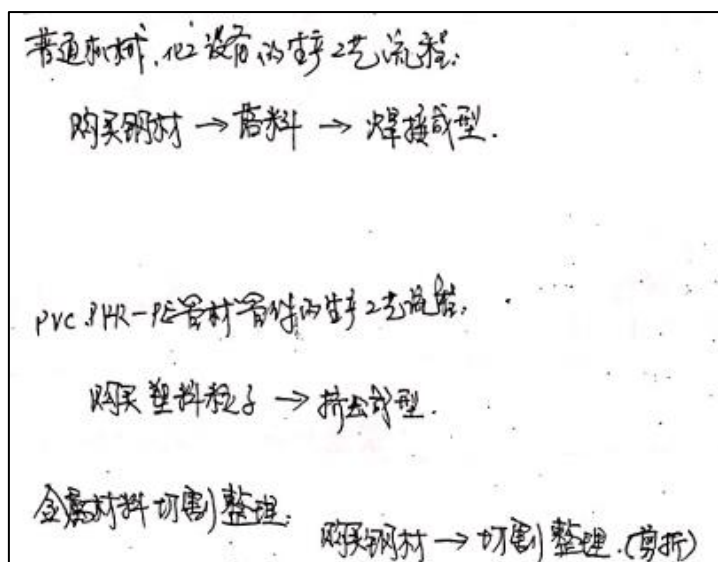 普通机械、化工设备的生产工艺流程:
购买钢材 → 落料 → 焊接成型.
PVC.PPR-PE管材管件的生产工艺流程:
购买塑料粒子 → 挤出成型.
金属材料切割整理:
购买钢材 → 切割整理.(剪折)